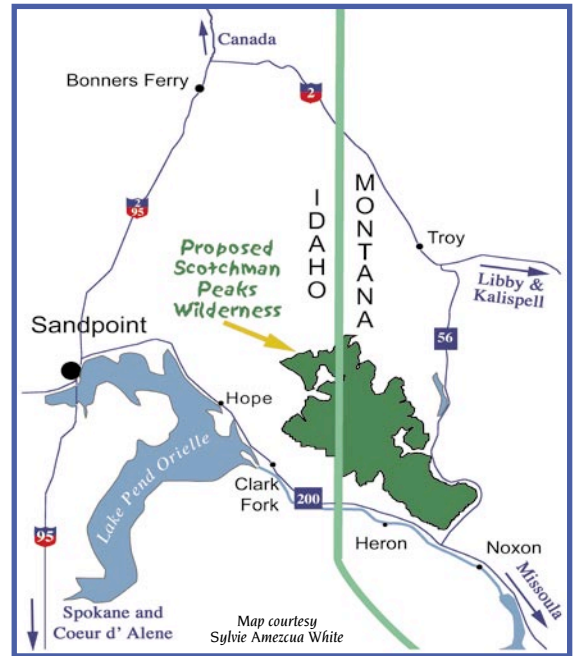 Canada
Bonners Ferry
2
2
95
IDAHO
MONTANA
Troy
Proposed
Scotchman
Peaks
Wilderness
Libby &
Kalispell
Sandpoint
56
Hope
Lake Pend Orielle
Clark
Fork
200
95
Heron
Noxon
Missoula
Spokane and
Coeur d' Alene
Map courtesy
Sylvie Amezcua White